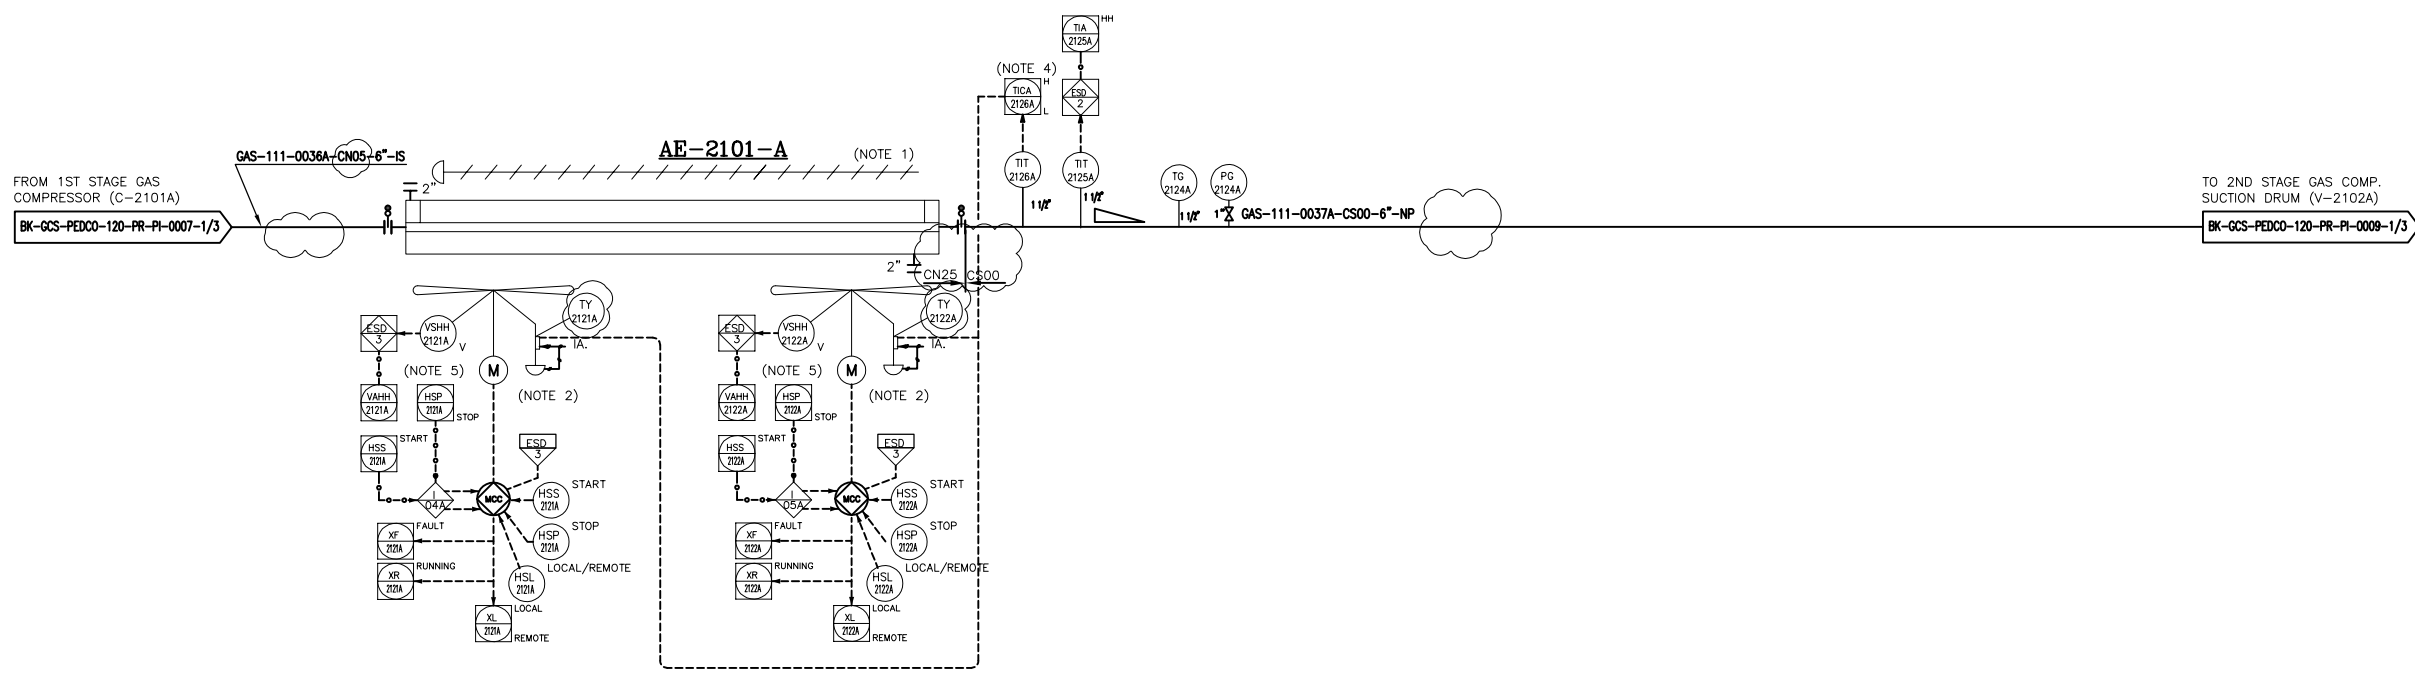 TIA
2125A
HH
(NOTE 4)
TICA
2126A
H
L
ESD
2
GAS-111-0036A-CN05-6"-IS
AE-2101-A
(NOTE 1)
TIT
2126A
TIT
2125A
TG
2124A
PG
2124A
FROM 1ST STAGE GAS
COMPRESSOR (C-2101A)
2"
1 1/2"
1 1/2"
1 1/2"
1"
GAS-111-0037A-CS00-6"-NP
TO 2ND STAGE GAS COMP.
SUCTION DRUM (V-2102A)
BK-GCS-PEDCO-120-PR-PI-0007-1/3
BK-GCS-PEDCO-120-PR-PI-0009-1/3
2"
CN25
CS00
TY
2121A
ESD
3
VSHH
2121A
V
IA.
(NOTE 5)
M
(NOTE 2)
VAHH
2121A
HSP
2121A
STOP
HSS
2121A
START
ESD
3
I
04A
MCC
HSS
2121A
START
HSP
2121A
STOP
XF
2121A
FAULT
XR
2121A
RUNNING
HSL
2121A
LOCAL/REMOTE
XL
2121A
LOCAL
REMOTE
TY
2122A
ESD
3
VSHH
2122A
V
IA.
(NOTE 5)
M
(NOTE 2)
VAHH
2122A
HSP
2122A
STOP
HSS
2122A
START
ESD
3
I
05A
MCC
HSS
2122A
START
HSP
2122A
STOP
XF
2122A
FAULT
XR
2122A
RUNNING
HSL
2122A
LOCAL/REMOTE
XL
2122A
LOCAL
REMOTE